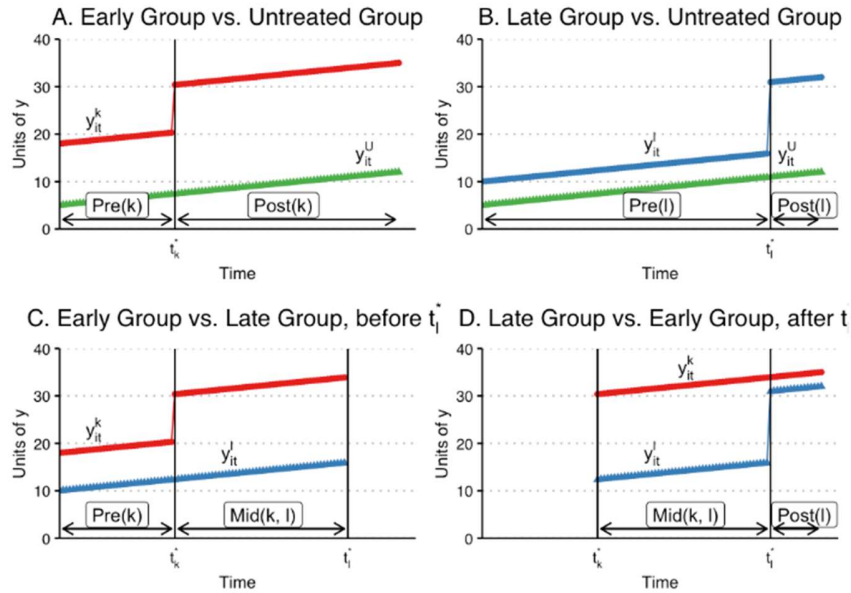 A. Early Group vs. Untreated Group
40
30
20
10
0
Units of y
y_it^k
y_it^U
Pre(k)
Post(k)
t_k^*
Time
B. Late Group vs. Untreated Group
40
30
20
10
0
Units of y
y_it^l
y_it^U
Pre(l)
Post(l)
t_l^*
Time
C. Early Group vs. Late Group, before t_l^*
40
30
20
10
0
Units of y
y_it^k
y_it^l
Pre(k)
Mid(k, l)
t_k^*
t_l^*
Time
D. Late Group vs. Early Group, after t
40
30
20
10
0
Units of y
y_it^k
y_it^l
Mid(k, l)
Post(l)
t_k^*
t_l^*
Time